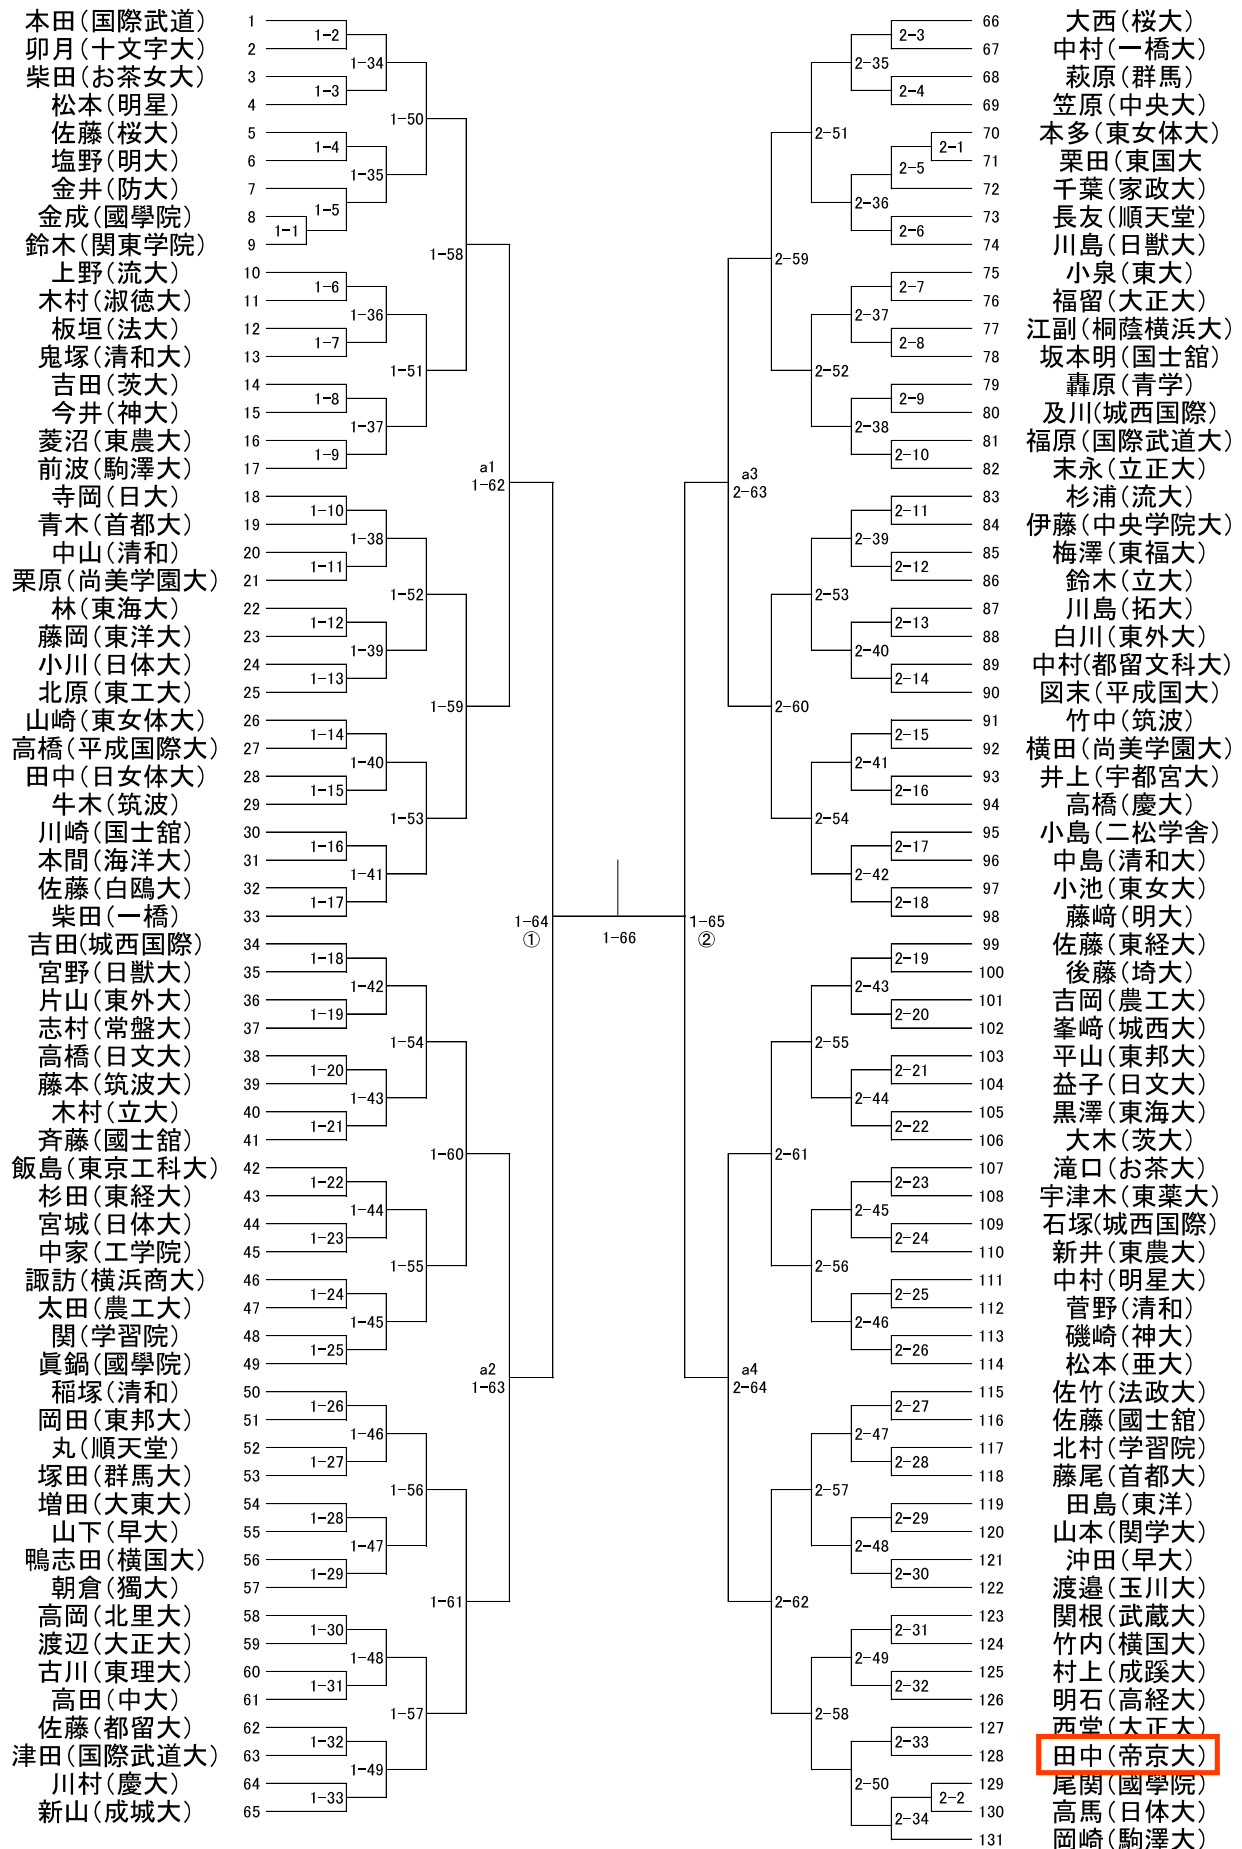 本田(国際武道) 1
卯月(十文字大) 2
柴田(お茶女大) 3
松本(明星) 4
佐藤(桜大) 5
塩野(明大) 6
金井(防大) 7
金成(國學院) 8
鈴木(関東学院) 9
上野(流大) 10
木村(淑徳大) 11
板垣(法大) 12
鬼塚(清和大) 13
吉田(茨大) 14
今井(神大) 15
菱沼(東農大) 16
前波(駒澤大) 17
寺岡(日大) 18
青木(首都大) 19
中山(清和) 20
栗原(尚美学園大) 21
林(東海大) 22
藤岡(東洋大) 23
小川(日体大) 24
北原(東工大) 25
山崎(東女体大) 26
高橋(平成国際大) 27
田中(日女体大) 28
牛木(筑波) 29
川崎(国士舘) 30
本間(海洋大) 31
佐藤(白鴎大) 32
柴田(一橋) 33
吉田(城西国際) 34
宮野(日獣大) 35
片山(東外大) 36
志村(常盤大) 37
高橋(日文大) 38
藤本(筑波大) 39
木村(立大) 40
斉藤(國士舘) 41
飯島(東京工科大) 42
杉田(東経大) 43
宮城(日体大) 44
中家(工学院) 45
諏訪(横浜商大) 46
太田(農工大) 47
関(学習院) 48
眞鍋(國學院) 49
稲塚(清和) 50
岡田(東邦大) 51
丸(順天堂) 52
塚田(群馬大) 53
増田(大東大) 54
山下(早大) 55
鴨志田(横国大) 56
朝倉(獨大) 57
高岡(北里大) 58
渡辺(大正大) 59
古川(東理大) 60
高田(中大) 61
佐藤(都留大) 62
津田(国際武道大) 63
川村(慶大) 64
新山(成城大) 65
1-1
1-2
1-3
1-4
1-5
1-6
1-7
1-8
1-9
1-10
1-11
1-12
1-13
1-14
1-15
1-16
1-17
1-18
1-19
1-20
1-21
1-22
1-23
1-24
1-25
1-26
1-27
1-28
1-29
1-30
1-31
1-32
1-33
1-34
1-35
1-36
1-37
1-38
1-39
1-40
1-41
1-42
1-43
1-44
1-45
1-46
1-47
1-48
1-49
1-50
1-51
1-52
1-53
1-54
1-55
1-56
1-57
1-58
1-59
1-60
1-61
a1
1-62
a2
1-63
1-64
①
1-66
1-65
②
a3
2-63
a4
2-64
2-59
2-60
2-61
2-62
2-51
2-52
2-53
2-54
2-55
2-56
2-57
2-58
2-35
2-36
2-37
2-38
2-39
2-40
2-41
2-42
2-43
2-44
2-45
2-46
2-47
2-48
2-49
2-50
2-3
2-4
2-5
2-6
2-7
2-8
2-9
2-10
2-11
2-12
2-13
2-14
2-15
2-16
2-17
2-18
2-19
2-20
2-21
2-22
2-23
2-24
2-25
2-26
2-27
2-28
2-29
2-30
2-31
2-32
2-33
2-34
2-1
2-2
66 大西(桜大)
67 中村(一橋大)
68 萩原(群馬)
69 笠原(中央大)
70 本多(東女体大)
71 栗田(東国大
72 千葉(家政大)
73 長友(順天堂)
74 川島(日獣大)
75 小泉(東大)
76 福留(大正大)
77 江副(桐蔭横浜大)
78 坂本明(国士舘)
79 轟原(青学)
80 及川(城西国際)
81 福原(国際武道大)
82 末永(立正大)
83 杉浦(流大)
84 伊藤(中央学院大)
85 梅澤(東福大)
86 鈴木(立大)
87 川島(拓大)
88 白川(東外大)
89 中村(都留文科大)
90 図末(平成国大)
91 竹中(筑波)
92 横田(尚美学園大)
93 井上(宇都宮大)
94 高橋(慶大)
95 小島(二松学舎)
96 中島(清和大)
97 小池(東女大)
98 藤﨑(明大)
99 佐藤(東経大)
100 後藤(埼大)
101 吉岡(農工大)
102 峯﨑(城西大)
103 平山(東邦大)
104 益子(日文大)
105 黒澤(東海大)
106 大木(茨大)
107 滝口(お茶大)
108 宇津木(東薬大)
109 石塚(城西国際)
110 新井(東農大)
111 中村(明星大)
112 菅野(清和)
113 磯崎(神大)
114 松本(亜大)
115 佐竹(法政大)
116 佐藤(國士舘)
117 北村(学習院)
118 藤尾(首都大)
119 田島(東洋)
120 山本(関学大)
121 沖田(早大)
122 渡邉(玉川大)
123 関根(武蔵大)
124 竹内(横国大)
125 村上(成蹊大)
126 明石(高経大)
127 西堂(大正大)
128 田中(帝京大)
129 尾関(國學院)
130 高馬(日体大)
131 岡崎(駒澤大)